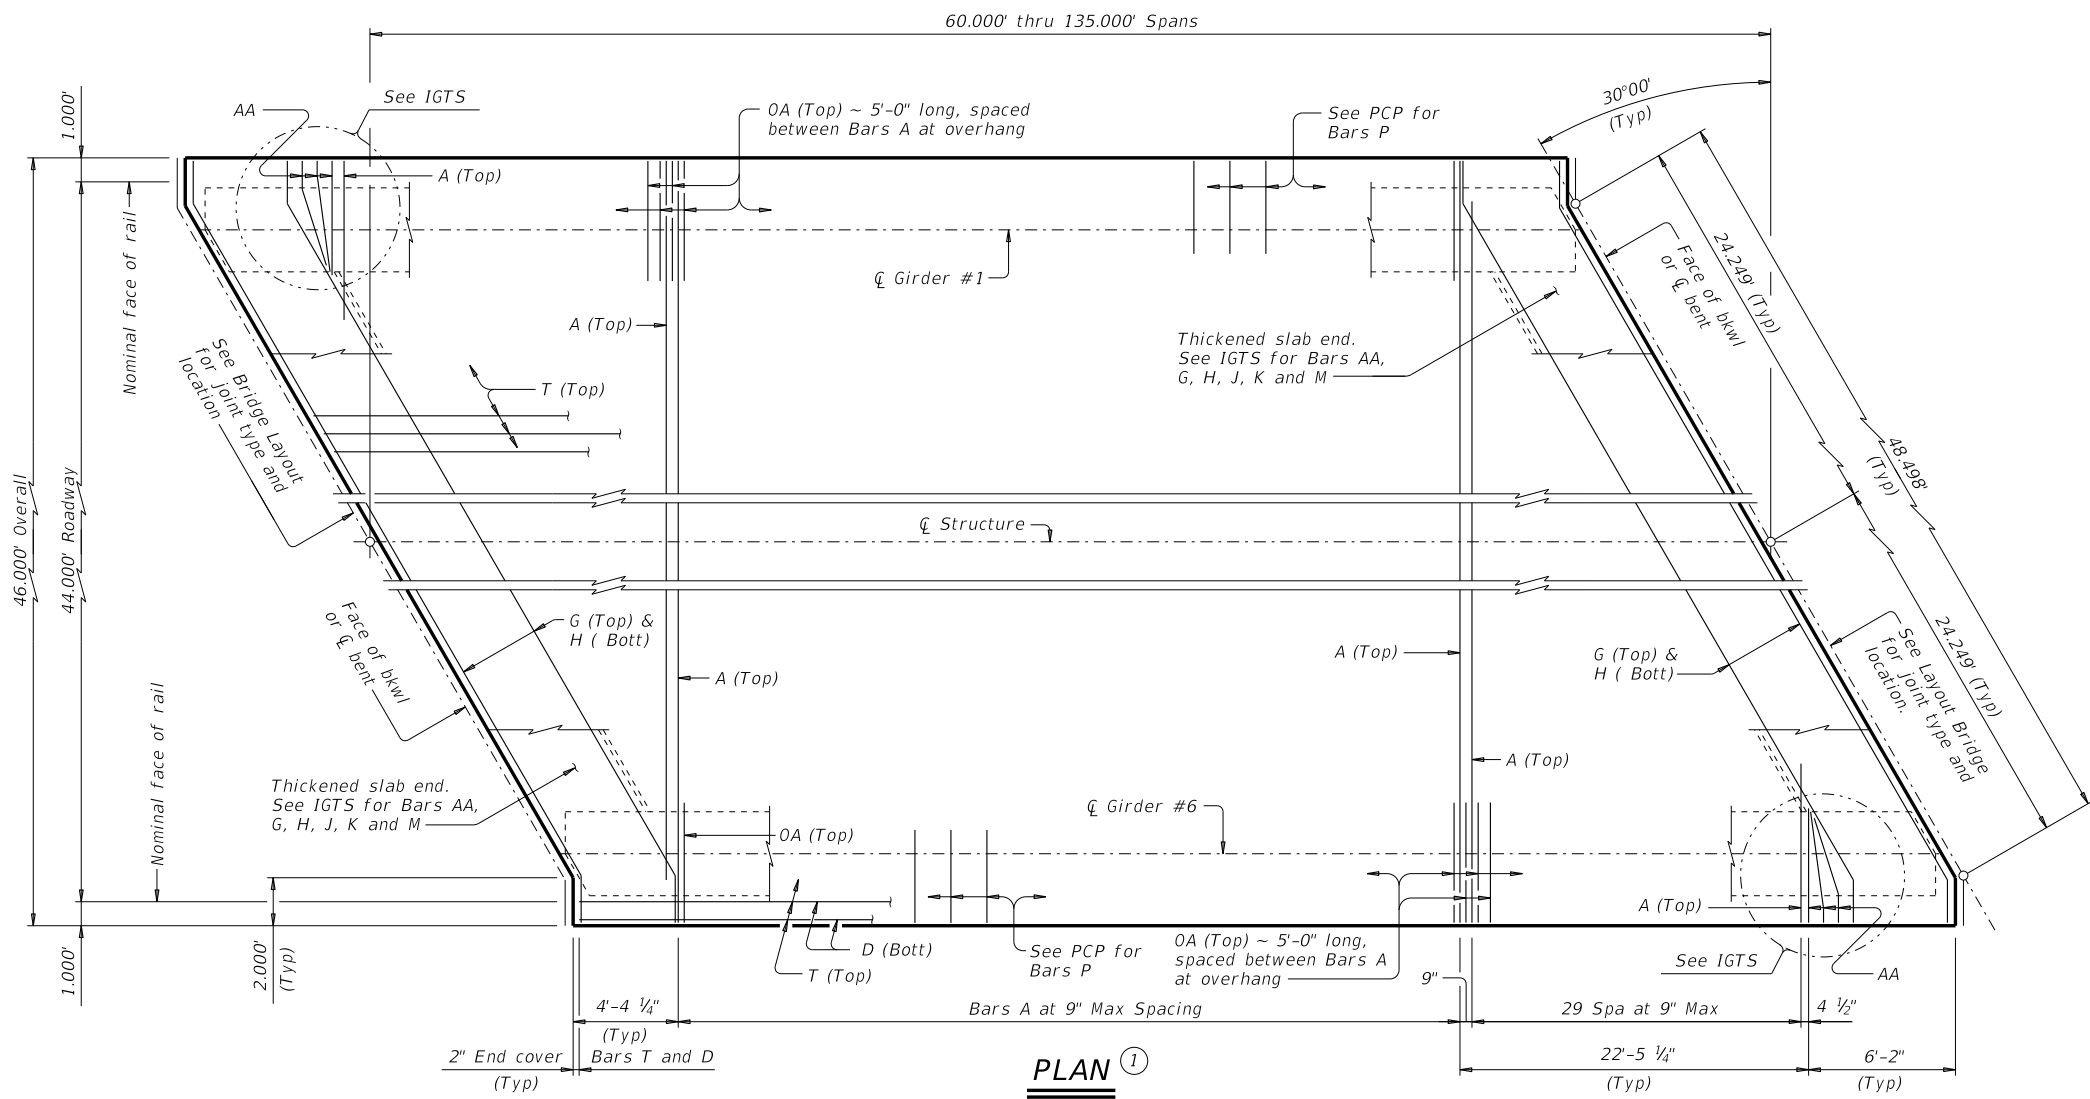 60.000' thru 135.000' Spans
1.000'
AA
See IGTS
OA (Top) ~ 5'-0" long, spaced
between Bars A at overhang
See PCP for
Bars P
30°00'
(Typ)
A (Top)
Nominal face of rail
℄ Girder #1
Face of bkwl
or ℄ bent
24.249' (Typ)
A (Top)
Thickened slab end.
See IGTS for Bars AA,
G, H, J, K and M
See Bridge Layout
for joint type and
location
T (Top)
48.498'
(Typ)
46.000' Overall
44.000' Roadway
℄ Structure
Face of bkwl
or ℄ bent
G (Top) &
H ( Bott)
A (Top)
A (Top)
G (Top) &
H ( Bott)
See Layout Bridge
for joint type and
location.
24.249' (Typ)
Nominal face of rail
A (Top)
Thickened slab end.
See IGTS for Bars AA,
G, H, J, K and M
℄ Girder #6
OA (Top)
A (Top)
1.000'
2.000'
(Typ)
D (Bott)
T (Top)
See PCP for
Bars P
OA (Top) ~ 5'-0" long,
spaced between Bars A
at overhang
9"
See IGTS
AA
4'-4 ¼"
(Typ)
Bars A at 9" Max Spacing
29 Spa at 9" Max
4 ½"
2" End cover
(Typ)
Bars T and D
22'-5 ¼"
(Typ)
6'-2"
(Typ)
PLAN 1